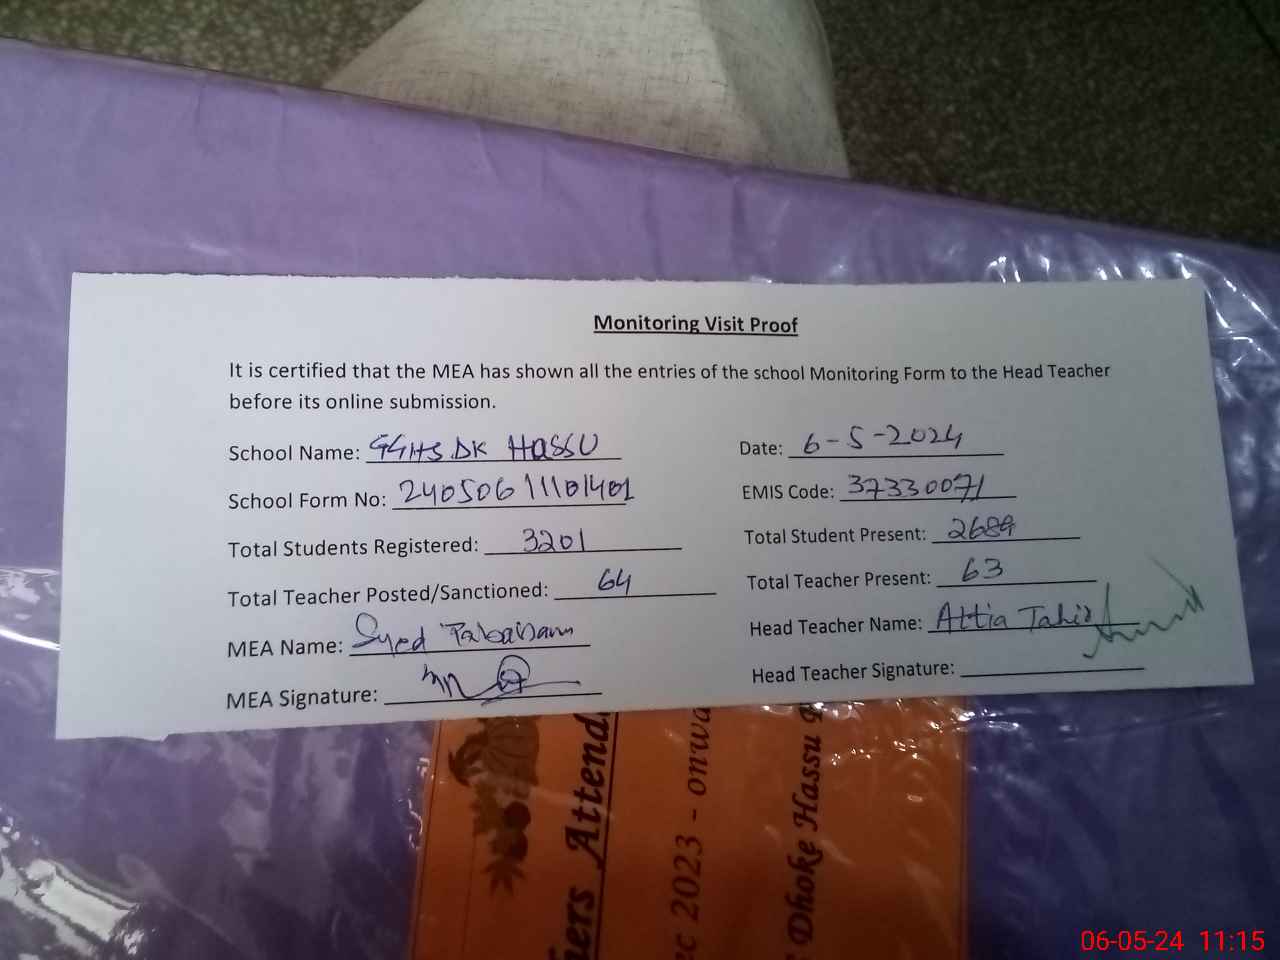 Monitoring Visit Proof
It is certified that the MEA has shown all the entries of the school Monitoring Form to the Head Teacher
before its online submission.
School Name: GGHS DK HASSU
Date: 6-5-2024
School Form No: 24050611101401
EMIS Code: 37330071
Total Students Registered: 3201
Total Student Present: 2689
Total Teacher Posted/Sanctioned: 64
Total Teacher Present: 63
MEA Name: Syed
Head Teacher Name: Attia Tahir
MEA Signature:
Head Teacher Signature:
Attend
ec 2023 - onwa
Dhoke Hassu
06-05-24 11:15